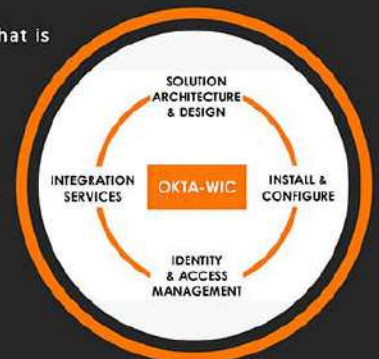 hat is
SOLUTION
ARCHITECTURE
& DESIGN
INTEGRATION
SERVICES
OKTA-WIC
INSTALL &
CONFIGURE
IDENTITY
& ACCESS
MANAGEMENT